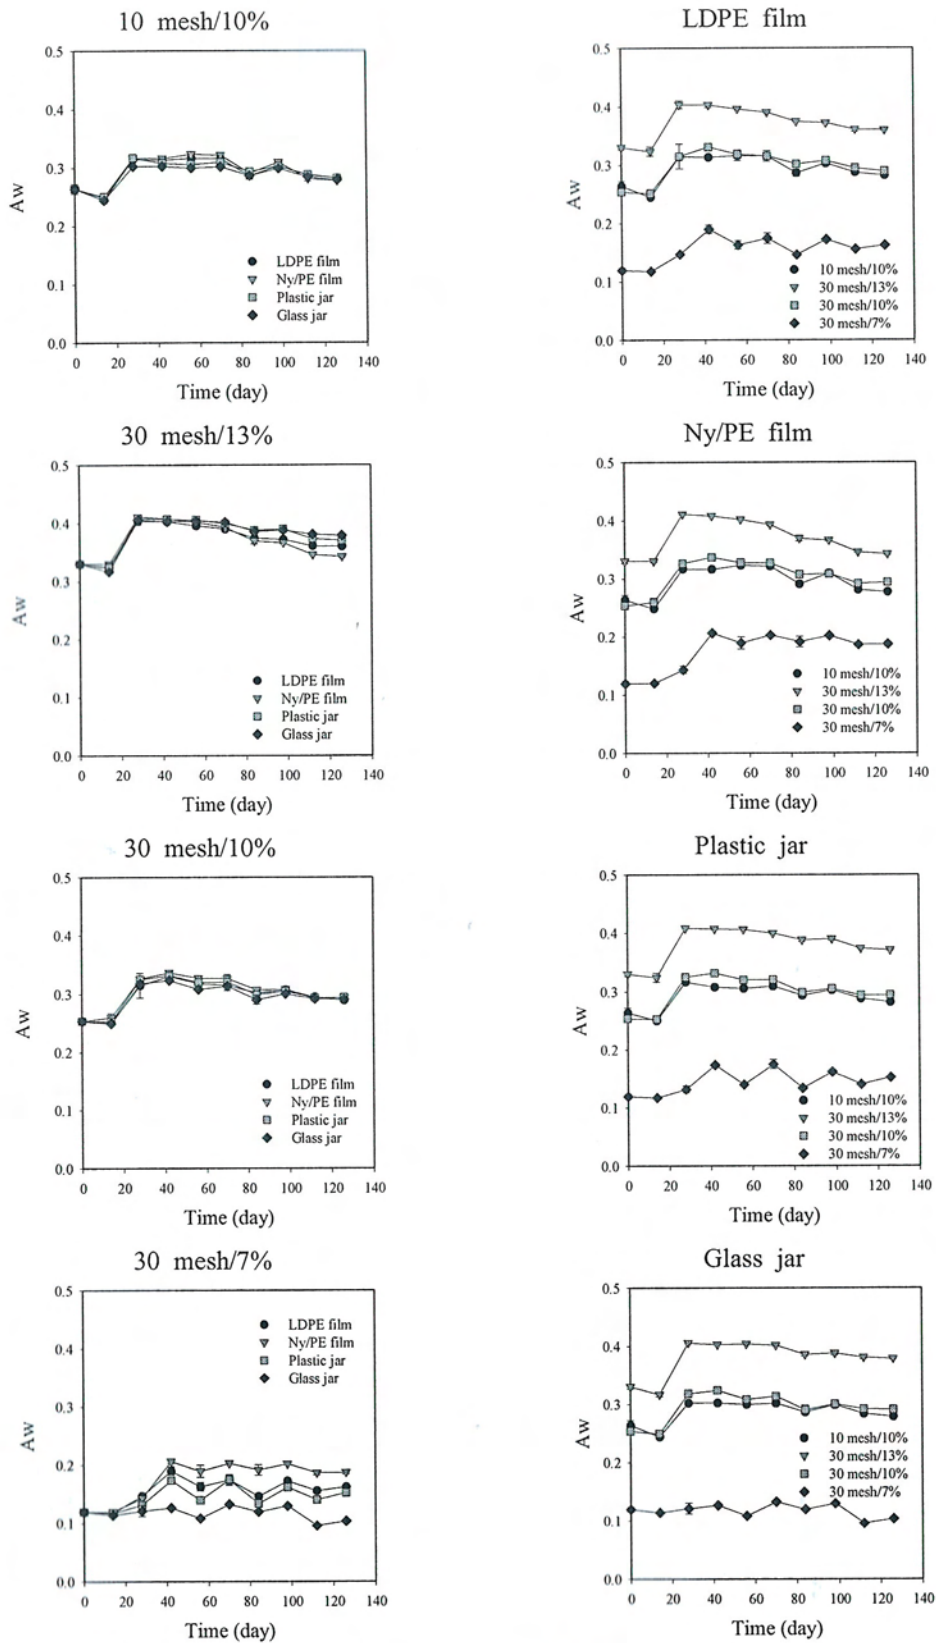 10 mesh/10%
0.5
0.4
0.3
0.2
0.1
0.0
Aw
LDPE film
Ny/PE film
Plastic jar
Glass jar
0 20 40 60 80 100 120 140
Time (day)
LDPE film
0.5
0.4
0.3
0.2
0.1
0.0
Aw
10 mesh/10%
30 mesh/13%
30 mesh/10%
30 mesh/7%
0 20 40 60 80 100 120 140
Time (day)
30 mesh/13%
0.5
0.4
0.3
0.2
0.1
0.0
Aw
LDPE film
Ny/PE film
Plastic jar
Glass jar
0 20 40 60 80 100 120 140
Time (day)
Ny/PE film
0.5
0.4
0.3
0.2
0.1
0.0
Aw
10 mesh/10%
30 mesh/13%
30 mesh/10%
30 mesh/7%
0 20 40 60 80 100 120 140
Time (day)
30 mesh/10%
0.5
0.4
0.3
0.2
0.1
0.0
Aw
LDPE film
Ny/PE film
Plastic jar
Glass jar
0 20 40 60 80 100 120 140
Time (day)
Plastic jar
0.5
0.4
0.3
0.2
0.1
0.0
Aw
10 mesh/10%
30 mesh/13%
30 mesh/10%
30 mesh/7%
0 20 40 60 80 100 120 140
Time (day)
30 mesh/7%
0.5
0.4
0.3
0.2
0.1
0.0
Aw
LDPE film
Ny/PE film
Plastic jar
Glass jar
0 20 40 60 80 100 120 140
Time (day)
Glass jar
0.5
0.4
0.3
0.2
0.1
0.0
Aw
10 mesh/10%
30 mesh/13%
30 mesh/10%
30 mesh/7%
0 20 40 60 80 100 120 140
Time (day)